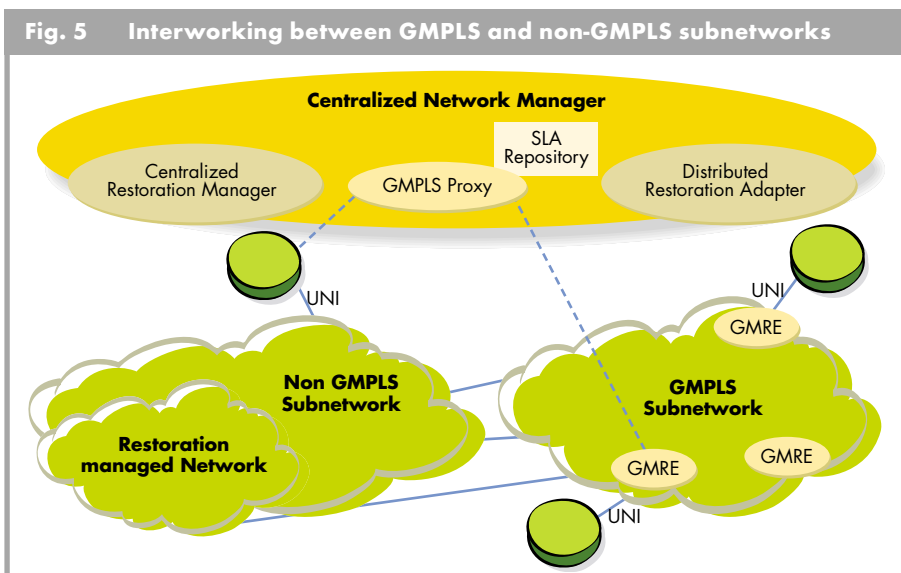 Fig. 5 Interworking between GMPLS and non-GMPLS subnetworks
Centralized Network Manager
SLA
Repository
Centralized
Restoration Manager
GMPLS Proxy
Distributed
Restoration Adapter
UNI
UNI
GMRE
Non GMPLS
Subnetwork
GMPLS
Subnetwork
Restoration
managed Network
GMRE
GMRE
UNI